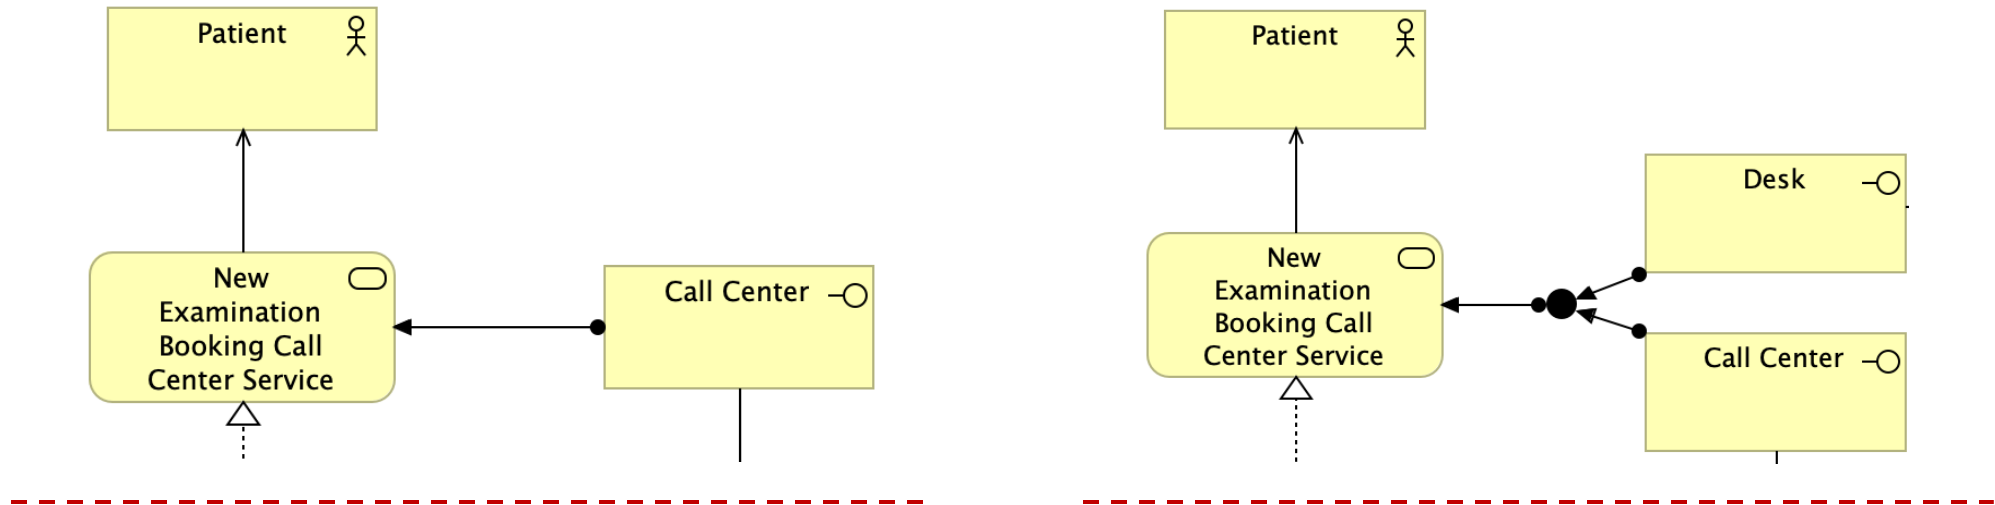 Patient
New
Examination
Booking Call
Center Service
Call Center
Patient
New
Examination
Booking Call
Center Service
Desk
Call Center